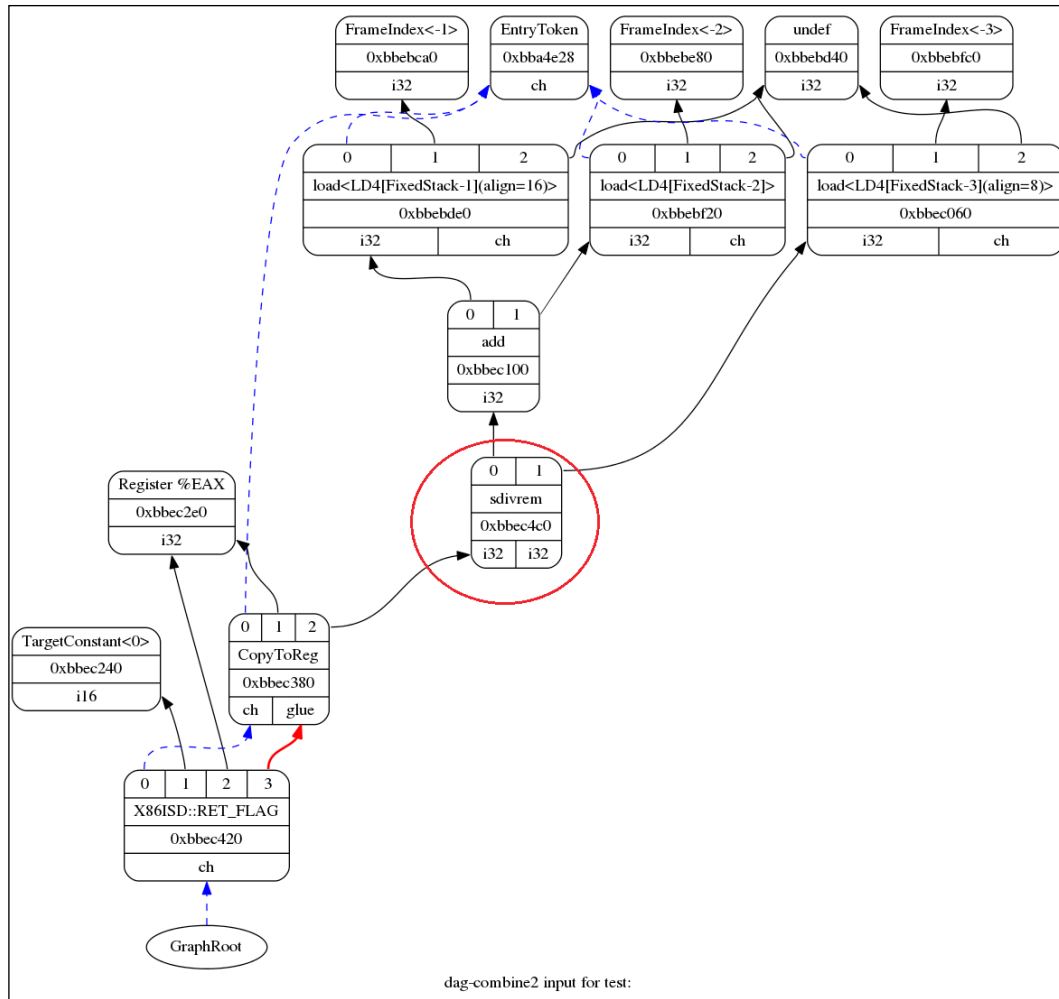 FrameIndex<-1>
0xbbebca0
i32
EntryToken
0xbba4e28
ch
FrameIndex<-2>
0xbbebe80
i32
undef
0xbbebd40
i32
FrameIndex<-3>
0xbbebfc0
i32
0 1 2
load<LD4[FixedStack-1](align=16)>
0xbbebde0
i32 ch
0 1 2
load<LD4[FixedStack-2]>
0xbbebf20
i32 ch
0 1 2
load<LD4[FixedStack-3](align=8)>
0xbbec060
i32 ch
0 1
add
0xbbec100
i32
0 1
sdivrem
0xbbec4c0
i32 i32
Register %EAX
0xbbec2e0
i32
0 1 2
CopyToReg
0xbbec380
ch glue
TargetConstant<0>
0xbbec240
i16
0 1 2 3
X86ISD::RET_FLAG
0xbbec420
ch
GraphRoot
dag-combine2 input for test: